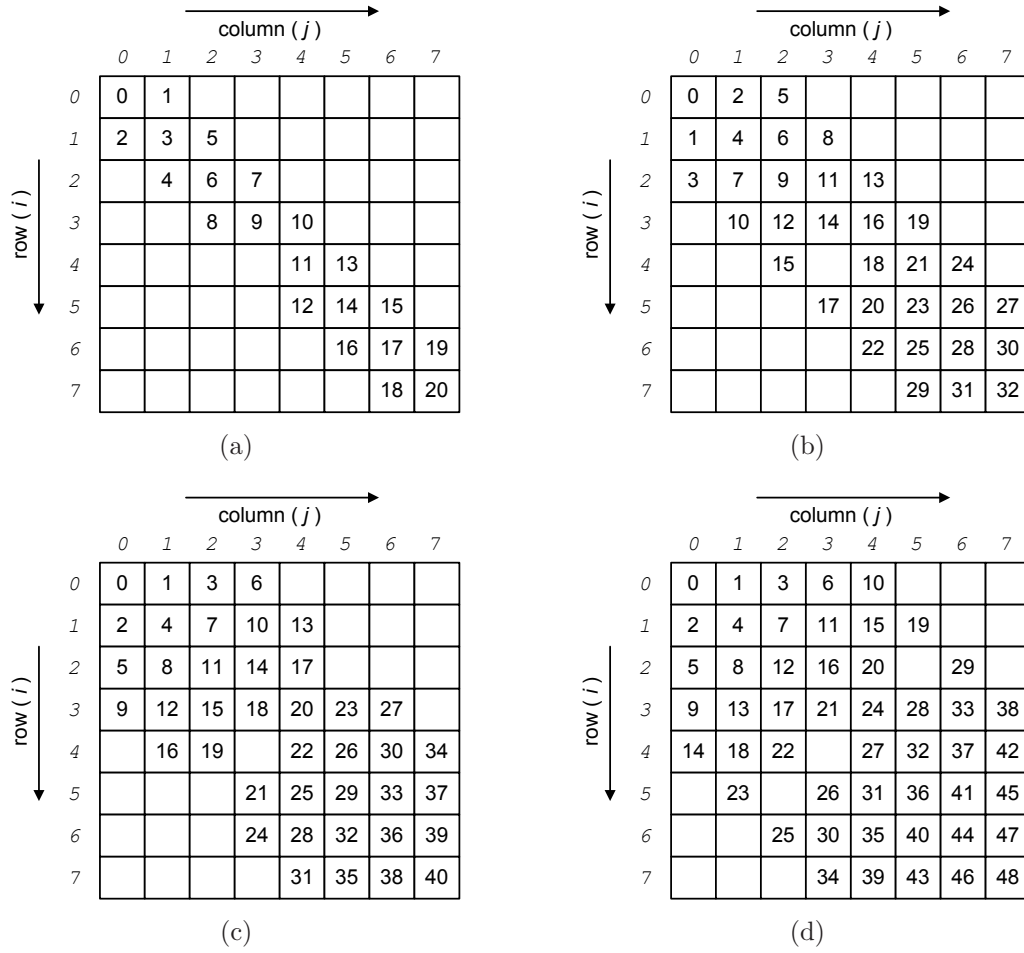 column ( j )
0 1 2 3 4 5 6 7
row ( i )
0 0 1
1 2 3 5
2 4 6 7
3 8 9 10
4 11 13
5 12 14 15
6 16 17 19
7 18 20
(a)
column ( j )
0 1 2 3 4 5 6 7
row ( i )
0 0 2 5
1 1 4 6 8
2 3 7 9 11 13
3 10 12 14 16 19
4 15 18 21 24
5 17 20 23 26 27
6 22 25 28 30
7 29 31 32
(b)
column ( j )
0 1 2 3 4 5 6 7
row ( i )
0 0 1 3 6
1 2 4 7 10 13
2 5 8 11 14 17
3 9 12 15 18 20 23 27
4 16 19 22 26 30 34
5 21 25 29 33 37
6 24 28 32 36 39
7 31 35 38 40
(c)
column ( j )
0 1 2 3 4 5 6 7
row ( i )
0 0 1 3 6 10
1 2 4 7 11 15 19
2 5 8 12 16 20 29
3 9 13 17 21 24 28 33 38
4 14 18 22 27 32 37 42
5 23 26 31 36 41 45
6 25 30 35 40 44 47
7 34 39 43 46 48
(d)